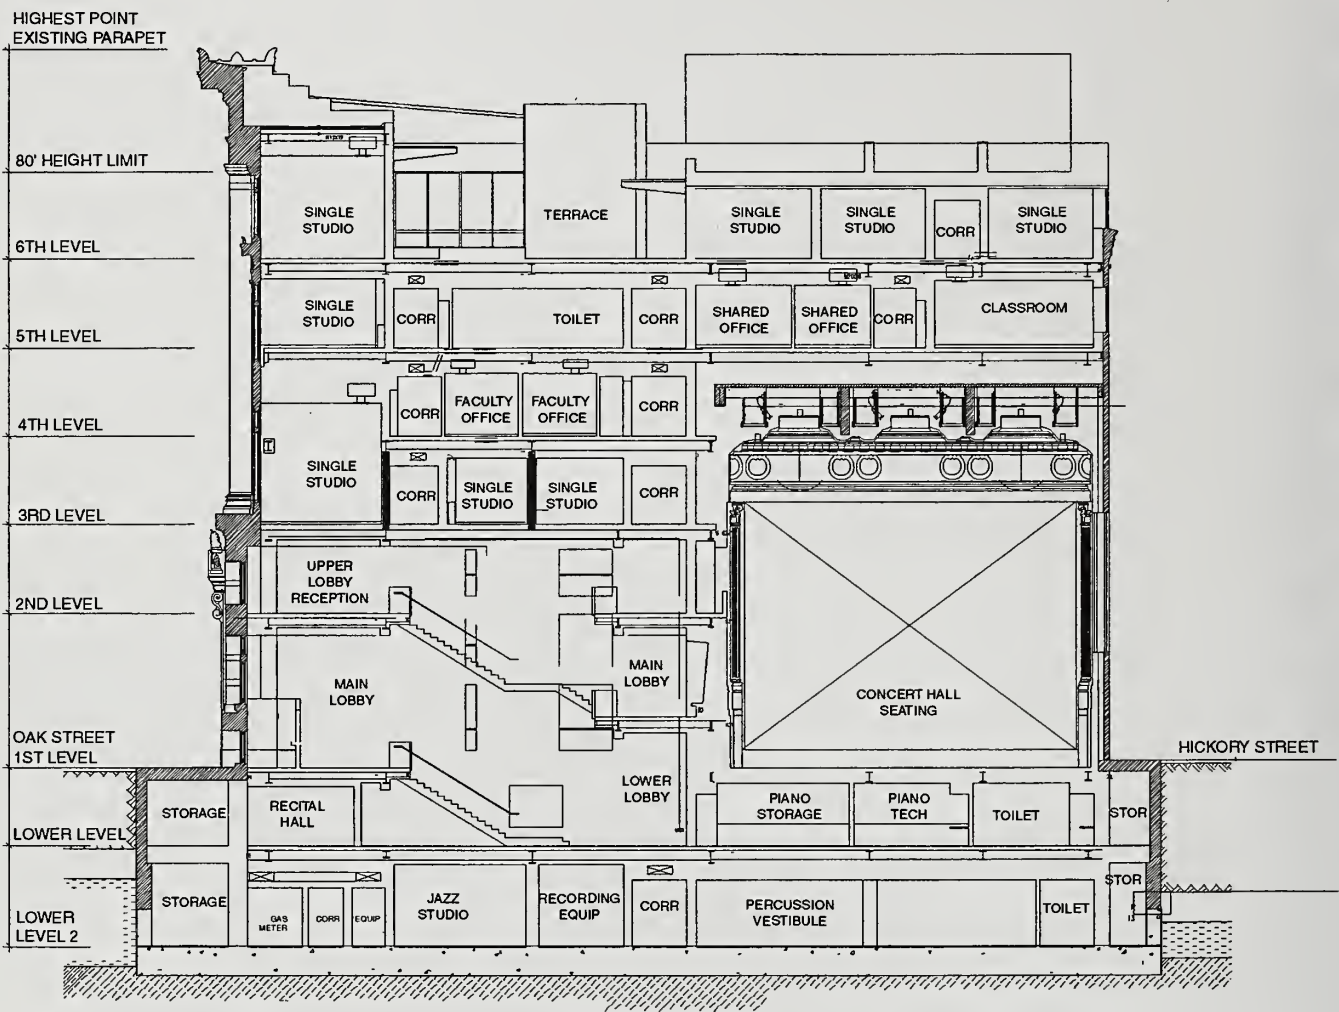 HIGHEST POINT
EXISTING PARAPET
80' HEIGHT LIMIT
SINGLE
STUDIO
TERRACE
SINGLE
STUDIO
SINGLE
STUDIO
CORR
SINGLE
STUDIO
6TH LEVEL
SINGLE
STUDIO
CORR
TOILET
CORR
SHARED
OFFICE
SHARED
OFFICE
CORR
CLASSROOM
5TH LEVEL
CORR
FACULTY
OFFICE
FACULTY
OFFICE
CORR
4TH LEVEL
SINGLE
STUDIO
CORR
SINGLE
STUDIO
SINGLE
STUDIO
CORR
3RD LEVEL
UPPER
LOBBY
RECEPTION
2ND LEVEL
MAIN
LOBBY
MAIN
LOBBY
CONCERT HALL
SEATING
OAK STREET
1ST LEVEL
HICKORY STREET
STORAGE
RECITAL
HALL
LOWER
LOBBY
PIANO
STORAGE
PIANO
TECH
TOILET
STOR
LOWER LEVEL
STORAGE
GAS
METER
CORR
EQUIP
JAZZ
STUDIO
RECORDING
EQUIP
CORR
PERCUSSION
VESTIBULE
TOILET
STOR
LOWER
LEVEL 2